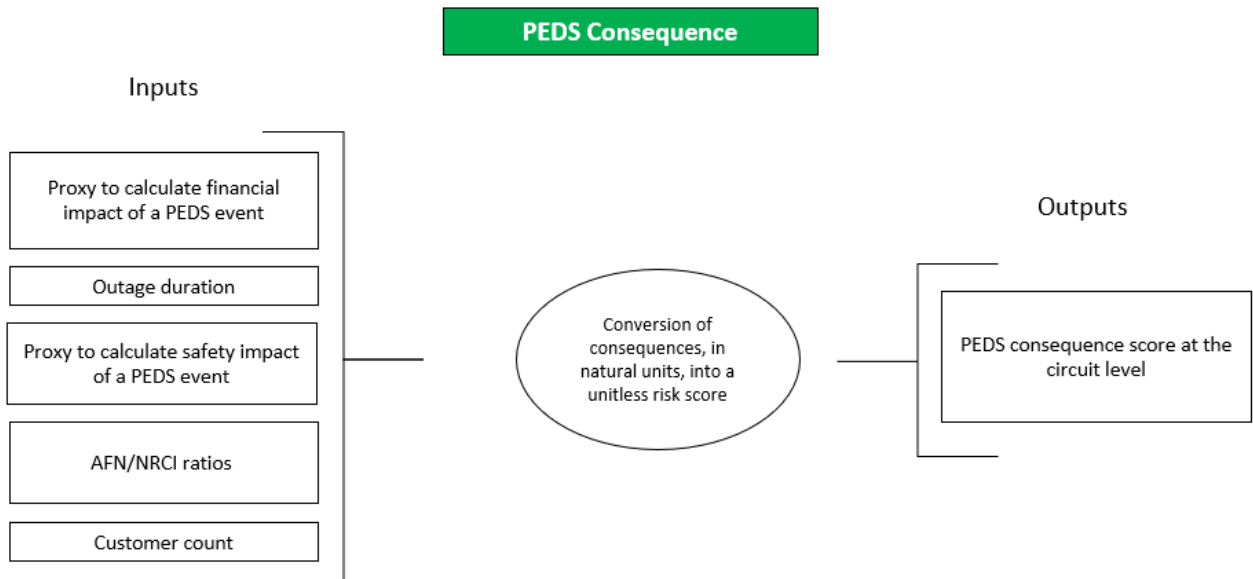 PEDS Consequence
Inputs
Proxy to calculate financial
impact of a PEDS event
Outage duration
Proxy to calculate safety impact
of a PEDS event
AFN/NRCI ratios
Customer count
Conversion of
consequences, in
natural units, into a
unitless risk score
Outputs
PEDS consequence score at the
circuit level